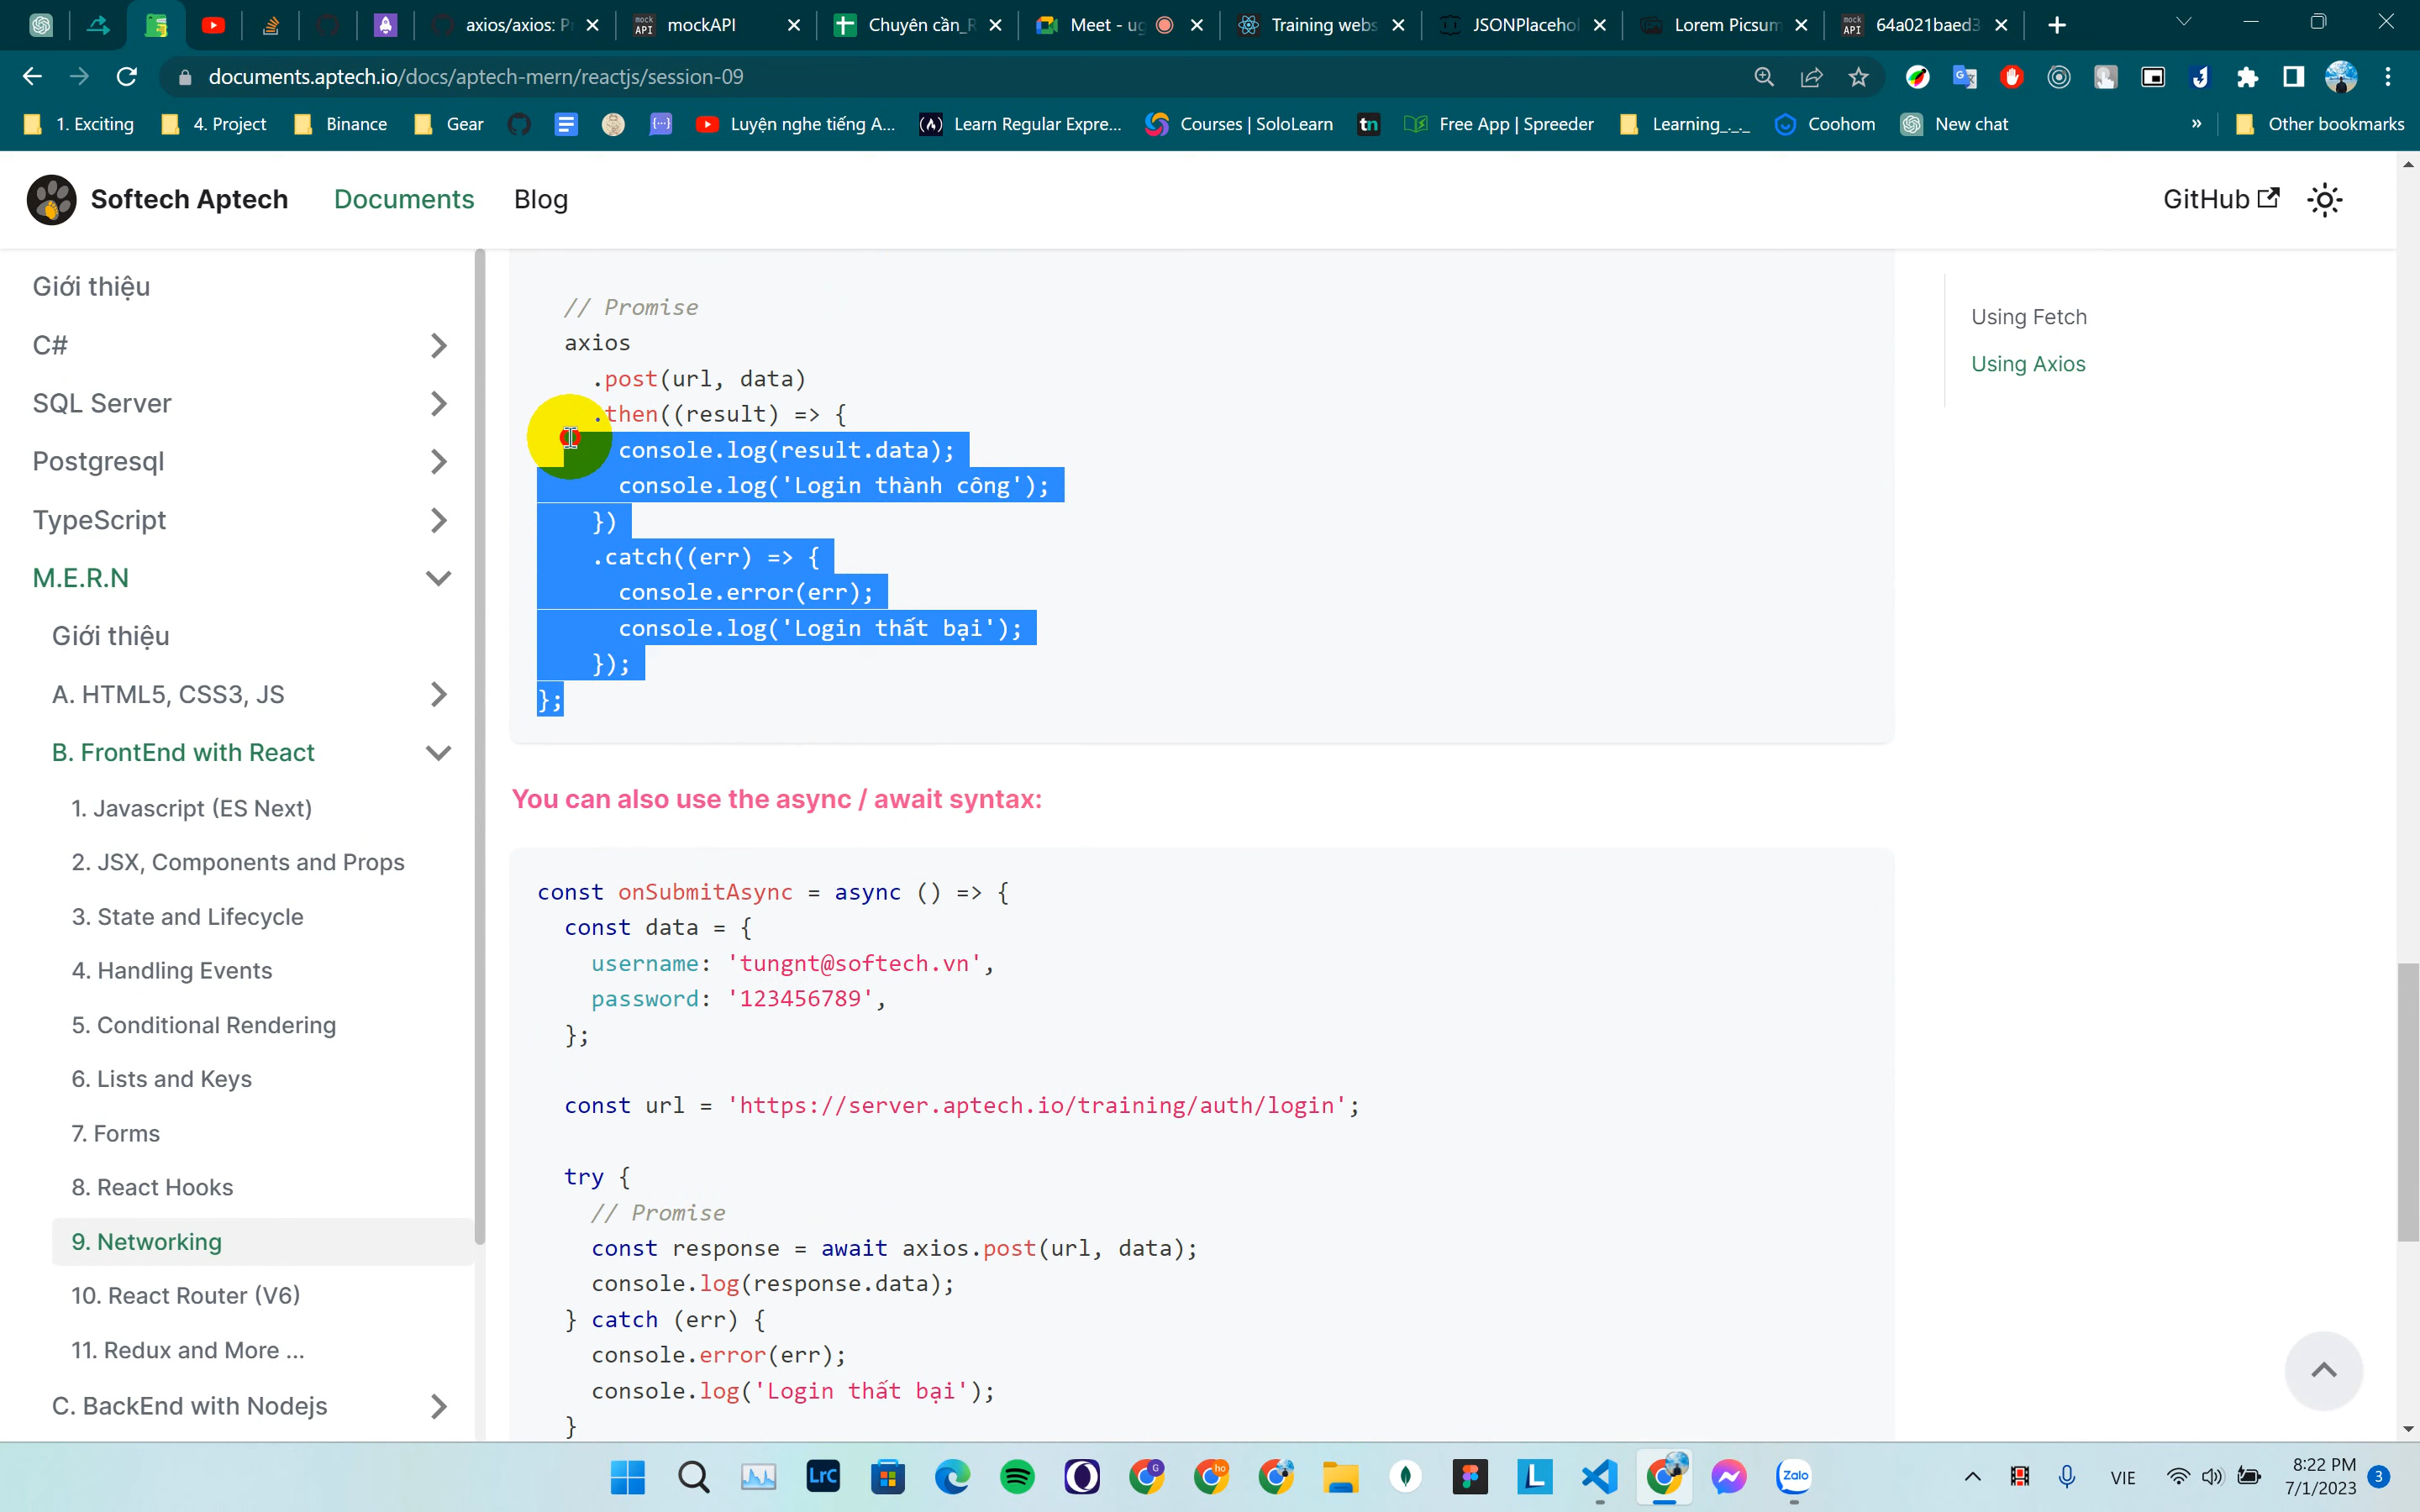 axios/axios: P
mock API
mockAPI
Chuyên cần_R
Meet - ug
Training webs
JSONPlacehol
Lorem Picsum
mock API
64a021baed3
documents.aptech.io/docs/aptech-mern/reactjs/session-09
1. Exciting
4. Project
Binance
Gear
Luyện nghe tiếng A...
Learn Regular Expre...
Courses | SoloLearn
tn
Free App | Spreeder
Learning_._
Coohom
New chat
»
Other bookmarks
Softech Aptech
Documents
Blog
GitHub
Giới thiệu
C#
SQL Server
Postgresql
TypeScript
M.E.R.N
Giới thiệu
A. HTML5, CSS3, JS
B. FrontEnd with React
1. Javascript (ES Next)
2. JSX, Components and Props
3. State and Lifecycle
4. Handling Events
5. Conditional Rendering
6. Lists and Keys
7. Forms
8. React Hooks
9. Networking
10. React Router (V6)
11. Redux and More ...
C. BackEnd with Nodejs
// Promise
axios
.post(url, data)
.then((result) => {
console.log(result.data);
console.log('Login thành công');
})
.catch((err) => {
console.error(err);
console.log('Login thất bại');
});
};
You can also use the async / await syntax:
const onSubmitAsync = async () => {
const data = {
username: 'tungnt@softech.vn',
password: '123456789',
};
const url = 'https://server.aptech.io/training/auth/login';
try {
// Promise
const response = await axios.post(url, data);
console.log(response.data);
} catch (err) {
console.error(err);
console.log('Login thất bại');
}
Using Fetch
Using Axios
LrC
G
ho
L
Zalo
VIE
8:22 PM
7/1/2023
3